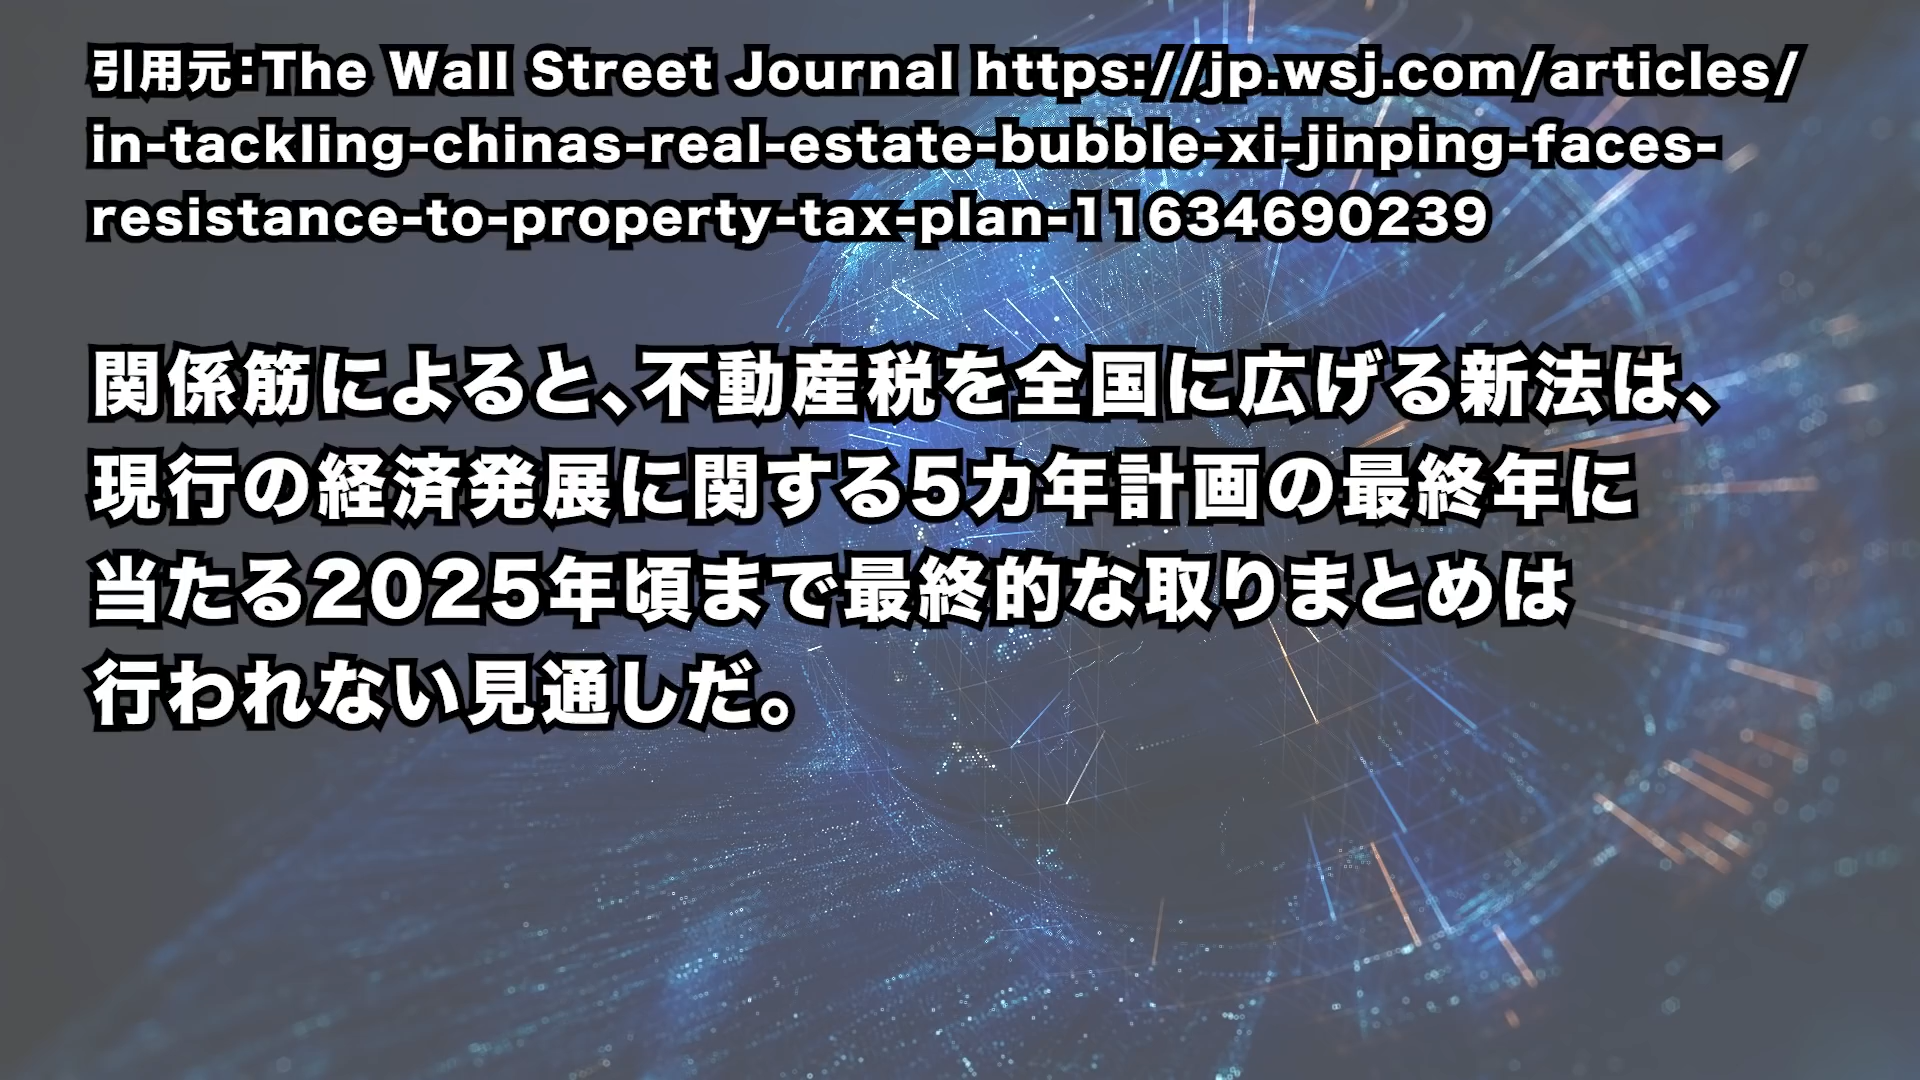 引用元：The Wall Street Journal https://jp.wsj.com/articles/
in-tackling-chinas-real-estate-bubble-xi-jinping-faces-
resistance-to-property-tax-plan-11634690239
関係筋によると、不動産税を全国に広げる新法は、
現行の経済発展に関する5カ年計画の最終年に
当たる2025年頃まで最終的な取りまとめは
行われない見通しだ。